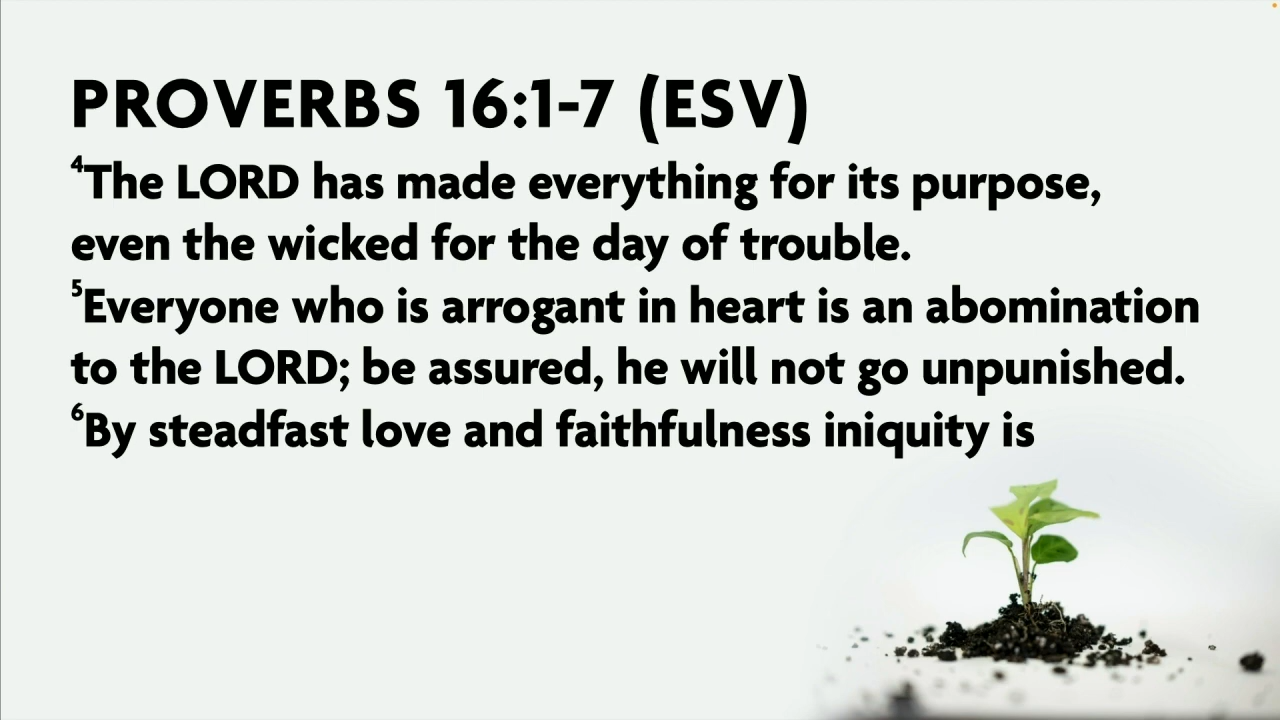 PROVERBS 16:1-7 (ESV)
⁴The LORD has made everything for its purpose,
even the wicked for the day of trouble.
⁵Everyone who is arrogant in heart is an abomination
to the LORD; be assured, he will not go unpunished.
⁶By steadfast love and faithfulness iniquity is